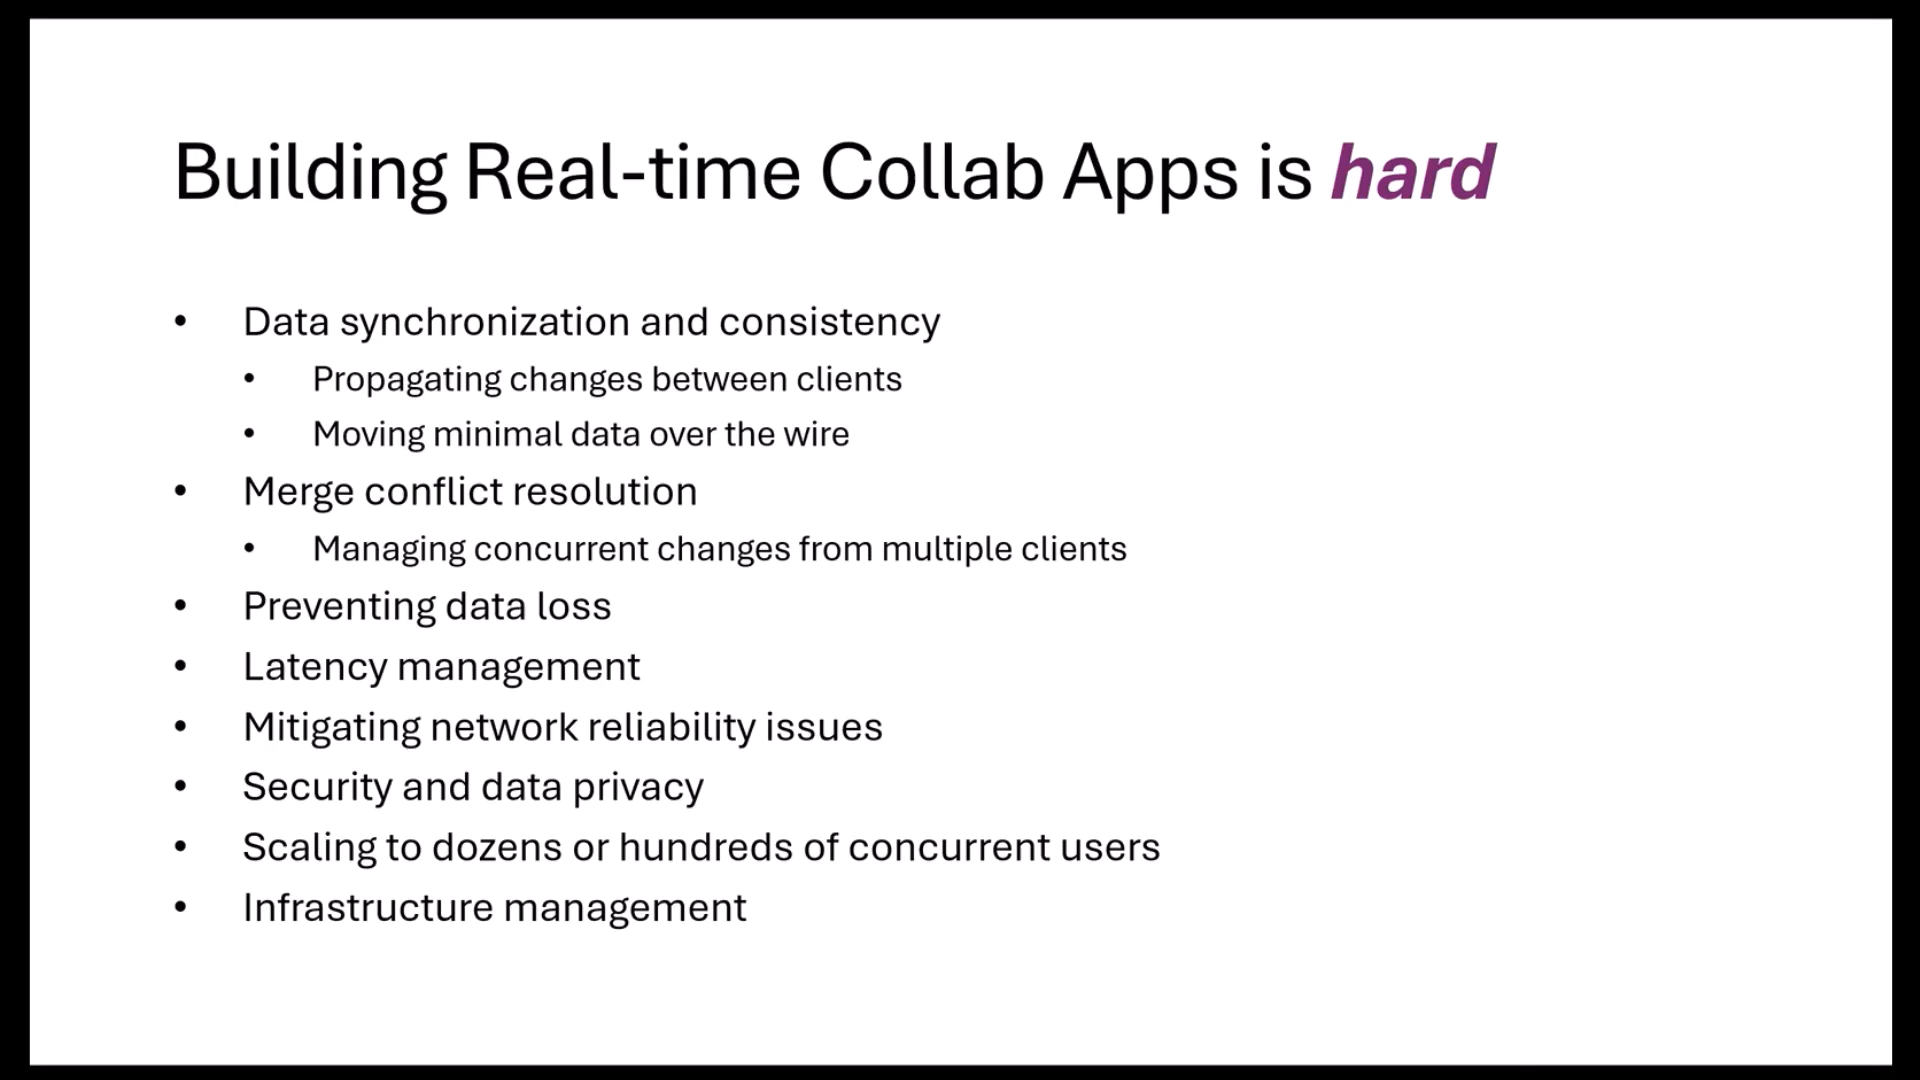 Building Real-time Collab Apps is hard
• Data synchronization and consistency
• Propagating changes between clients
• Moving minimal data over the wire
• Merge conflict resolution
• Managing concurrent changes from multiple clients
• Preventing data loss
• Latency management
• Mitigating network reliability issues
• Security and data privacy
• Scaling to dozens or hundreds of concurrent users
• Infrastructure management